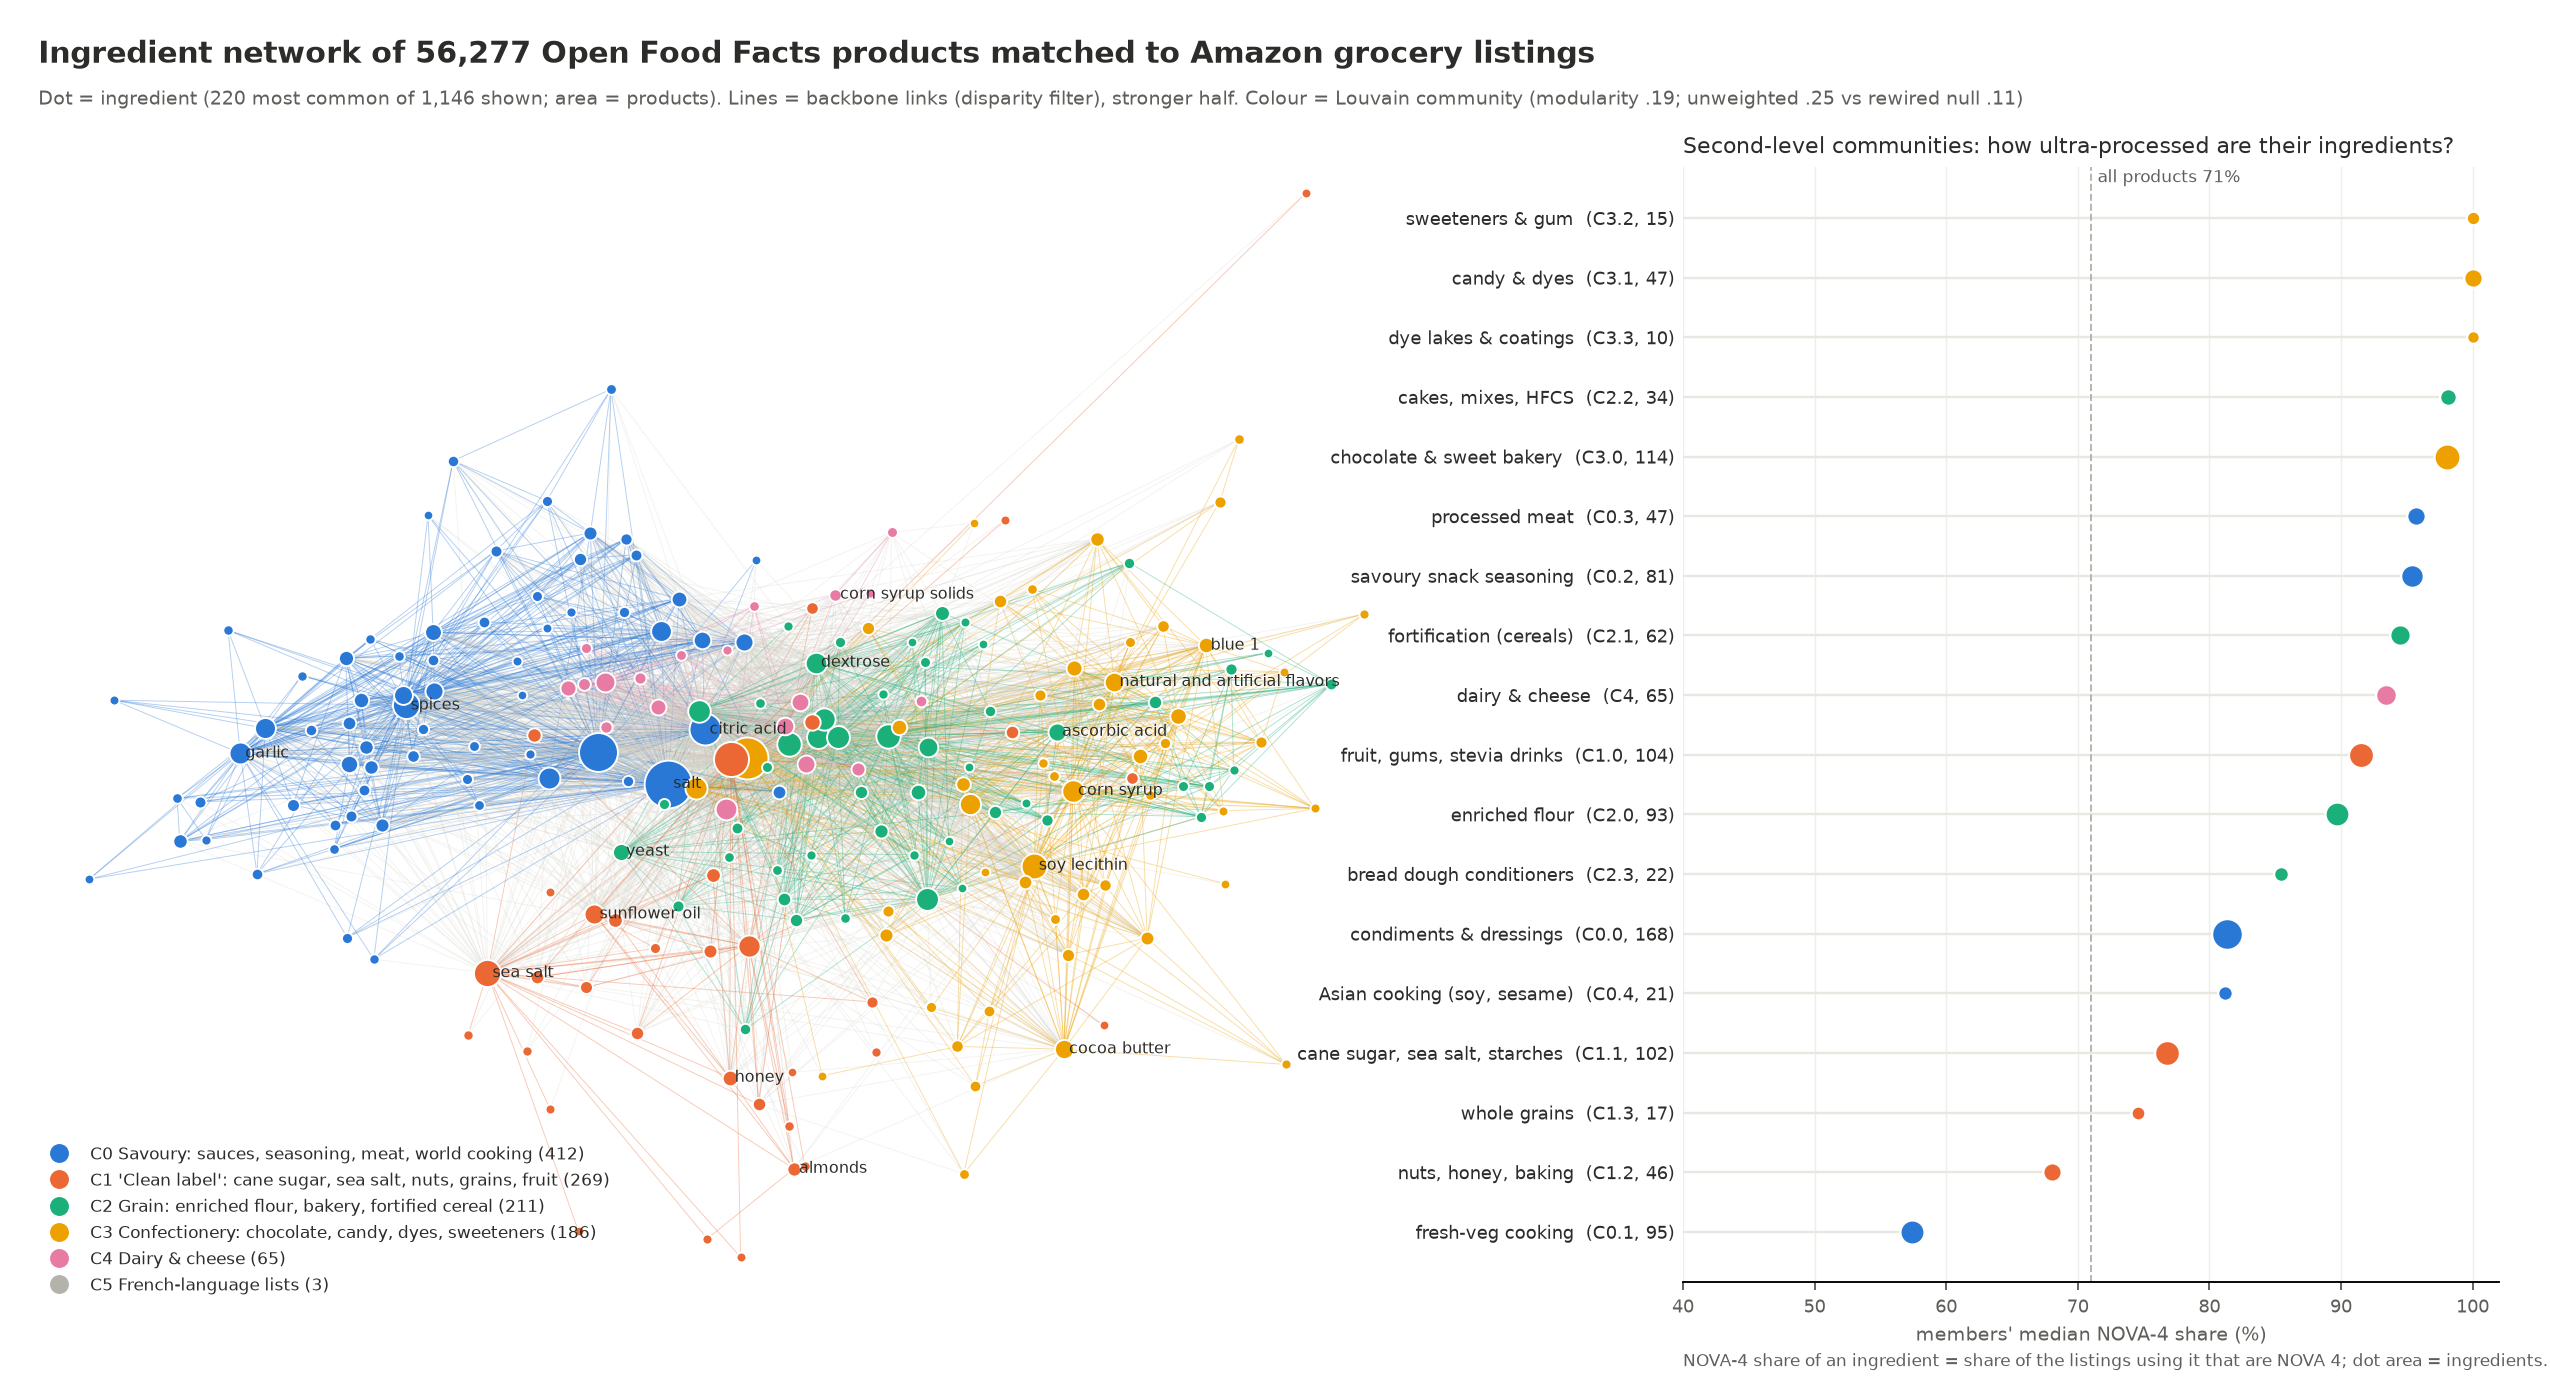 Ingredient network of 56,277 Open Food Facts products matched to Amazon grocery listings
Dot = ingredient (220 most common of 1,146 shown; area = products). Lines = backbone links (disparity filter), stronger half. Colour = Louvain community (modularity .19; unweighted .25 vs rewired null .11)
corn syrup solids
blue 1
dextrose
natural and artificial flavors
spices
citric acid
ascorbic acid
garlic
salt
corn syrup
yeast
soy lecithin
sunflower oil
sea salt
cocoa butter
honey
almonds
C0 Savoury: sauces, seasoning, meat, world cooking (412)
C1 'Clean label': cane sugar, sea salt, nuts, grains, fruit (269)
C2 Grain: enriched flour, bakery, fortified cereal (211)
C3 Confectionery: chocolate, candy, dyes, sweeteners (186)
C4 Dairy & cheese (65)
C5 French-language lists (3)
Second-level communities: how ultra-processed are their ingredients?
all products 71%
sweeteners & gum (C3.2, 15)
candy & dyes (C3.1, 47)
dye lakes & coatings (C3.3, 10)
cakes, mixes, HFCS (C2.2, 34)
chocolate & sweet bakery (C3.0, 114)
processed meat (C0.3, 47)
savoury snack seasoning (C0.2, 81)
fortification (cereals) (C2.1, 62)
dairy & cheese (C4, 65)
fruit, gums, stevia drinks (C1.0, 104)
enriched flour (C2.0, 93)
bread dough conditioners (C2.3, 22)
condiments & dressings (C0.0, 168)
Asian cooking (soy, sesame) (C0.4, 21)
cane sugar, sea salt, starches (C1.1, 102)
whole grains (C1.3, 17)
nuts, honey, baking (C1.2, 46)
fresh-veg cooking (C0.1, 95)
40 50 60 70 80 90 100
members' median NOVA-4 share (%)
NOVA-4 share of an ingredient = share of the listings using it that are NOVA 4; dot area = ingredients.